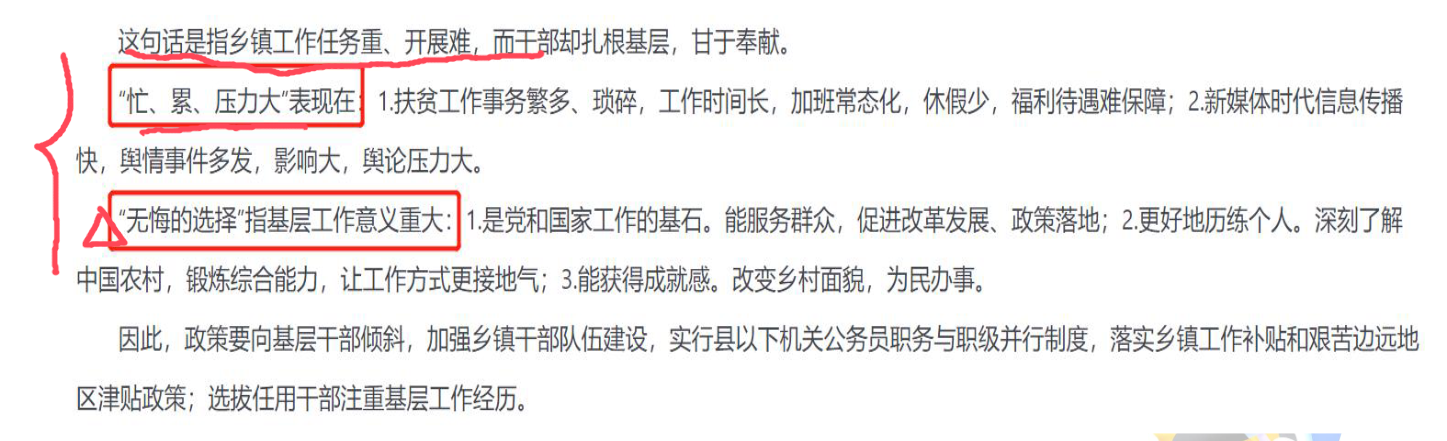 这句话是指乡镇工作任务重、开展难，而干部却扎根基层，甘于奉献。
“忙、累、压力大”表现在：1.扶贫工作事务繁多、琐碎，工作时间长，加班常态化，休假少，福利待遇难保障；2.新媒体时代信息传播
快，舆情事件多发，影响大，舆论压力大。
“无悔的选择”指基层工作意义重大：1.是党和国家工作的基石。能服务群众，促进改革发展、政策落地；2.更好地历练个人。深刻了解
中国农村，锻炼综合能力，让工作方式更接地气；3.能获得成就感。改变乡村面貌，为民办事。
因此，政策要向基层干部倾斜，加强乡镇干部队伍建设，实行县以下机关公务员职务与职级并行制度，落实乡镇工作补贴和艰苦边远地
区津贴政策；选拔任用干部注重基层工作经历。